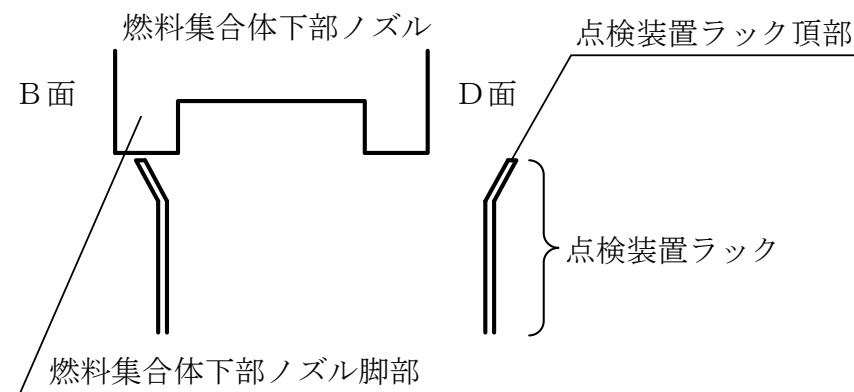 燃料集合体下部ノズル
点検装置ラック頂部
B面
D面
点検装置ラック
燃料集合体下部ノズル脚部